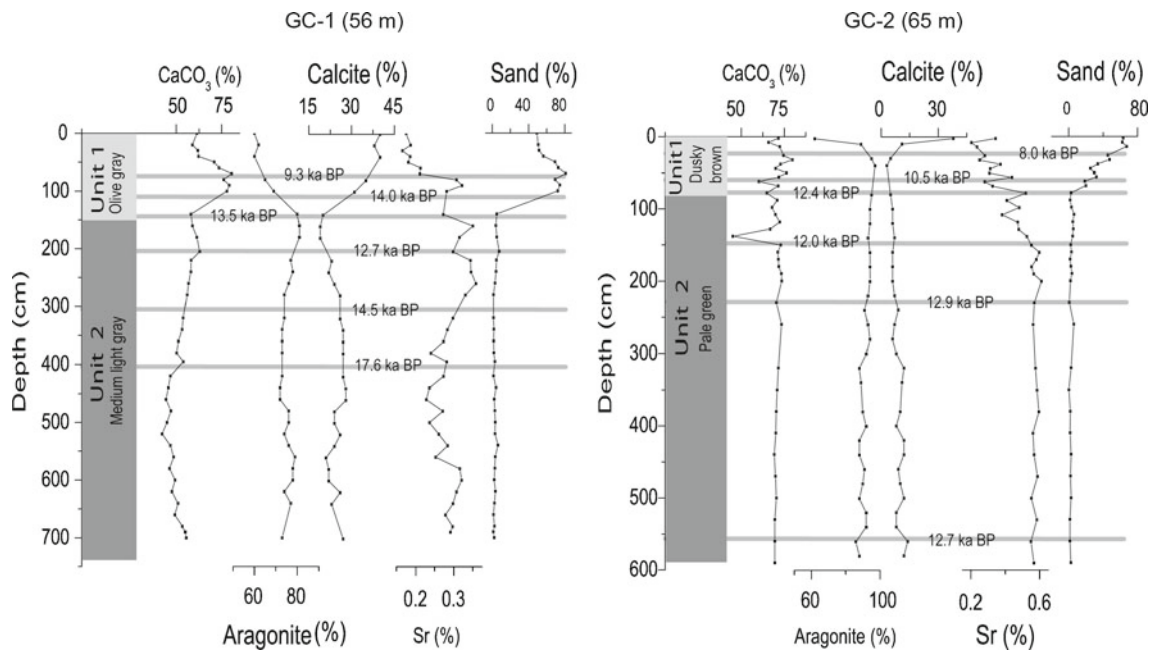 GC-1 (56 m)
GC-2 (65 m)
CaCO3 (%)
Calcite (%)
Sand (%)
50 75
15 30 45
0 40 80
Depth (cm)
0
100
200
300
400
500
600
700
Unit 1
Olive gray
Unit 2
Medium light gray
9.3 ka BP
14.0 ka BP
13.5 ka BP
12.7 ka BP
14.5 ka BP
17.6 ka BP
60 80
0.2 0.3
Aragonite (%)
Sr (%)
CaCO3 (%)
Calcite (%)
Sand (%)
50 75
0 30
0 80
Depth (cm)
0
100
200
300
400
500
600
Unit1
Dusky
brown
Unit 2
Pale green
8.0 ka BP
10.5 ka BP
12.4 ka BP
12.0 ka BP
12.9 ka BP
12.7 ka BP
60 100
0.2 0.6
Aragonite (%)
Sr (%)